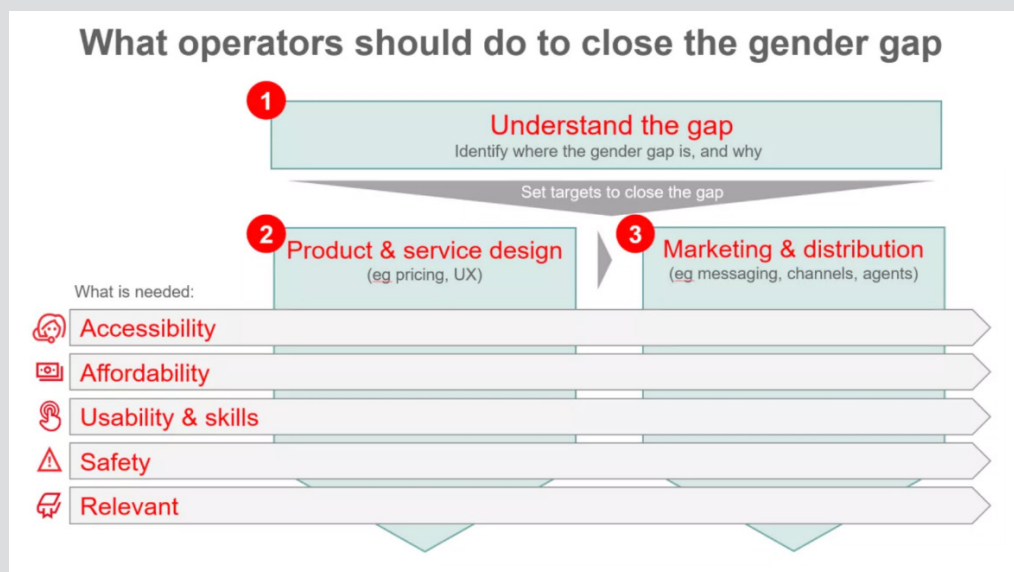 What operators should do to close the gender gap
1
Understand the gap
Identify where the gender gap is, and why
Set targets to close the gap
2
Product & service design
(eg pricing, UX)
3
Marketing & distribution
(eg messaging, channels, agents)
What is needed:
Accessibility
Affordability
Usability & skills
Safety
Relevant